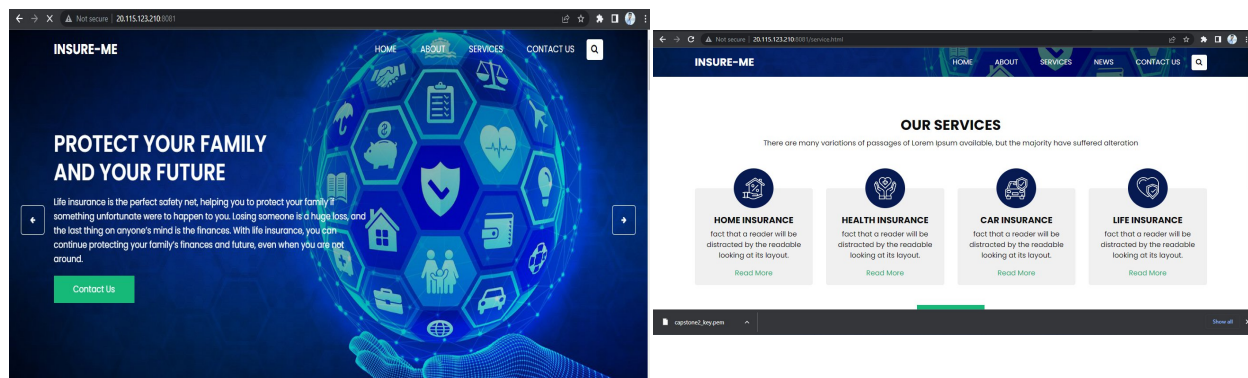 Not secure | 20.115.123.210:8081
INSURE-ME
HOME ABOUT SERVICES CONTACT US
PROTECT YOUR FAMILY
AND YOUR FUTURE
Life insurance is the perfect safety net, helping you to protect your family if
something unfortunate were to happen to you. Losing someone is a huge loss, and
the last thing on anyone's mind is the finances. With life insurance, you can
continue protecting your family's finances and future, even when you are not
around.
Contact Us
Not secure | 20.115.123.210:8081/service.html
INSURE-ME
HOME ABOUT SERVICES NEWS CONTACT US
OUR SERVICES
There are many variations of passages of Lorem Ipsum available, but the majority have suffered alteration
HOME INSURANCE
fact that a reader will be
distracted by the readable
looking at its layout.
Read More
HEALTH INSURANCE
fact that a reader will be
distracted by the readable
looking at its layout.
Read More
CAR INSURANCE
fact that a reader will be
distracted by the readable
looking at its layout.
Read More
LIFE INSURANCE
fact that a reader will be
distracted by the readable
looking at its layout.
Read More
capstone2_key.pem
Show all